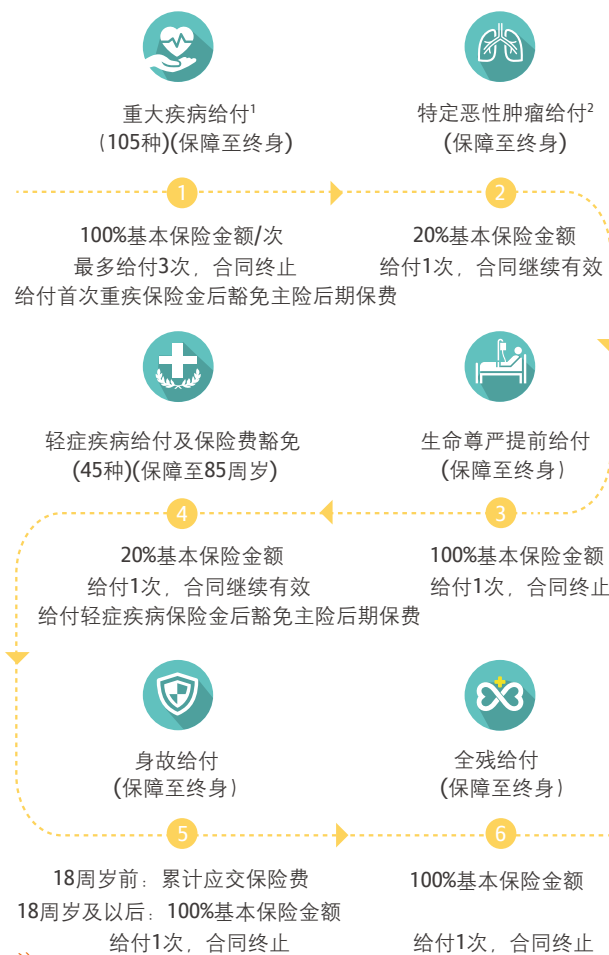 重大疾病给付1
(105种)(保障至终身)
1
100%基本保险金额/次
最多给付3次，合同终止
给付首次重疾保险金后豁免主险后期保费
特定恶性肿瘤给付2
(保障至终身)
2
20%基本保险金额
给付1次，合同继续有效
生命尊严提前给付
(保障至终身)
3
100%基本保险金额
给付1次，合同终止
轻症疾病给付及保险费豁免
(45种)(保障至85周岁)
4
20%基本保险金额
给付1次，合同继续有效
给付轻症疾病保险金后豁免主险后期保费
身故给付
(保障至终身)
5
18周岁前：累计应交保险费
18周岁及以后：100%基本保险金额
给付1次，合同终止
全残给付
(保障至终身)
6
100%基本保险金额
给付1次，合同终止